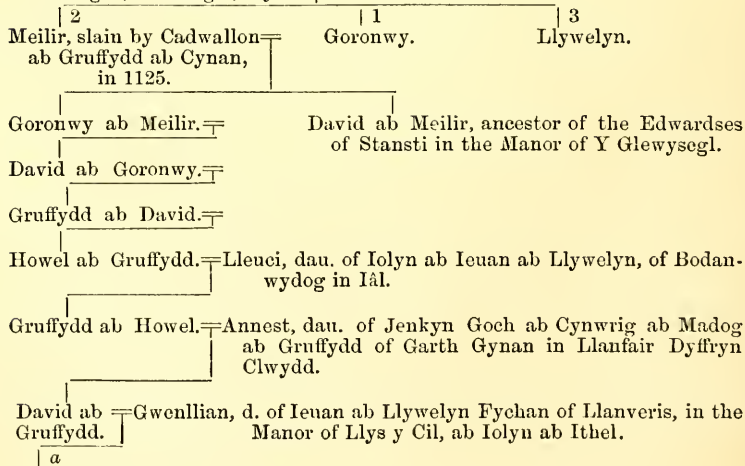 | 2 | 1 | 3
Meilir, slain by Cadwallon Goronwy. Llywelyn.
ab Gruffydd ab Cynan,
in 1125.
Goronwy ab Meilir. David ab Meilir, ancestor of the Edwardses
of Stansti in the Manor of Y Glewysegl.
David ab Goronwy.
Gruffydd ab David.
Howel ab Gruffydd.=Lleuci, dau. of Iolyn ab Ieuan ab Llywelyn, of Bodan-
wydog in Iâl.
Gruffydd ab Howel.=Annest, dau. of Jenkyn Goch ab Cynwrig ab Madog
ab Gruffydd of Garth Gynan in Llanfair Dyffryn
Clwydd.
David ab =Gwenllian, d. of Ieuan ab Llywelyn Fychan of Llanveris, in the
Gruffydd. Manor of Llys y Cil, ab Iolyn ab Ithel.
| a